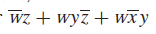 w̅z + wyz̅ + wx̅y